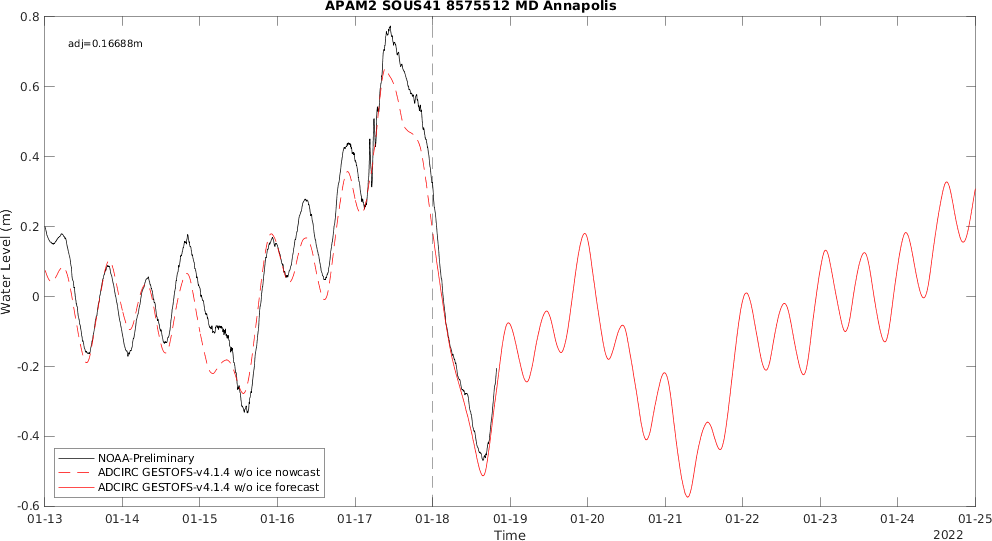 APAM2 SOUS41 8575512 MD Annapolis
adj=0.16688m
0.8
0.6
0.4
0.2
0
-0.2
-0.4
-0.6
Water Level (m)
NOAA-Preliminary
ADCIRC GESTOFS-v4.1.4 w/o ice nowcast
ADCIRC GESTOFS-v4.1.4 w/o ice forecast
01-13 01-14 01-15 01-16 01-17 01-18 01-19 01-20 01-21 01-22 01-23 01-24 01-25
Time
2022